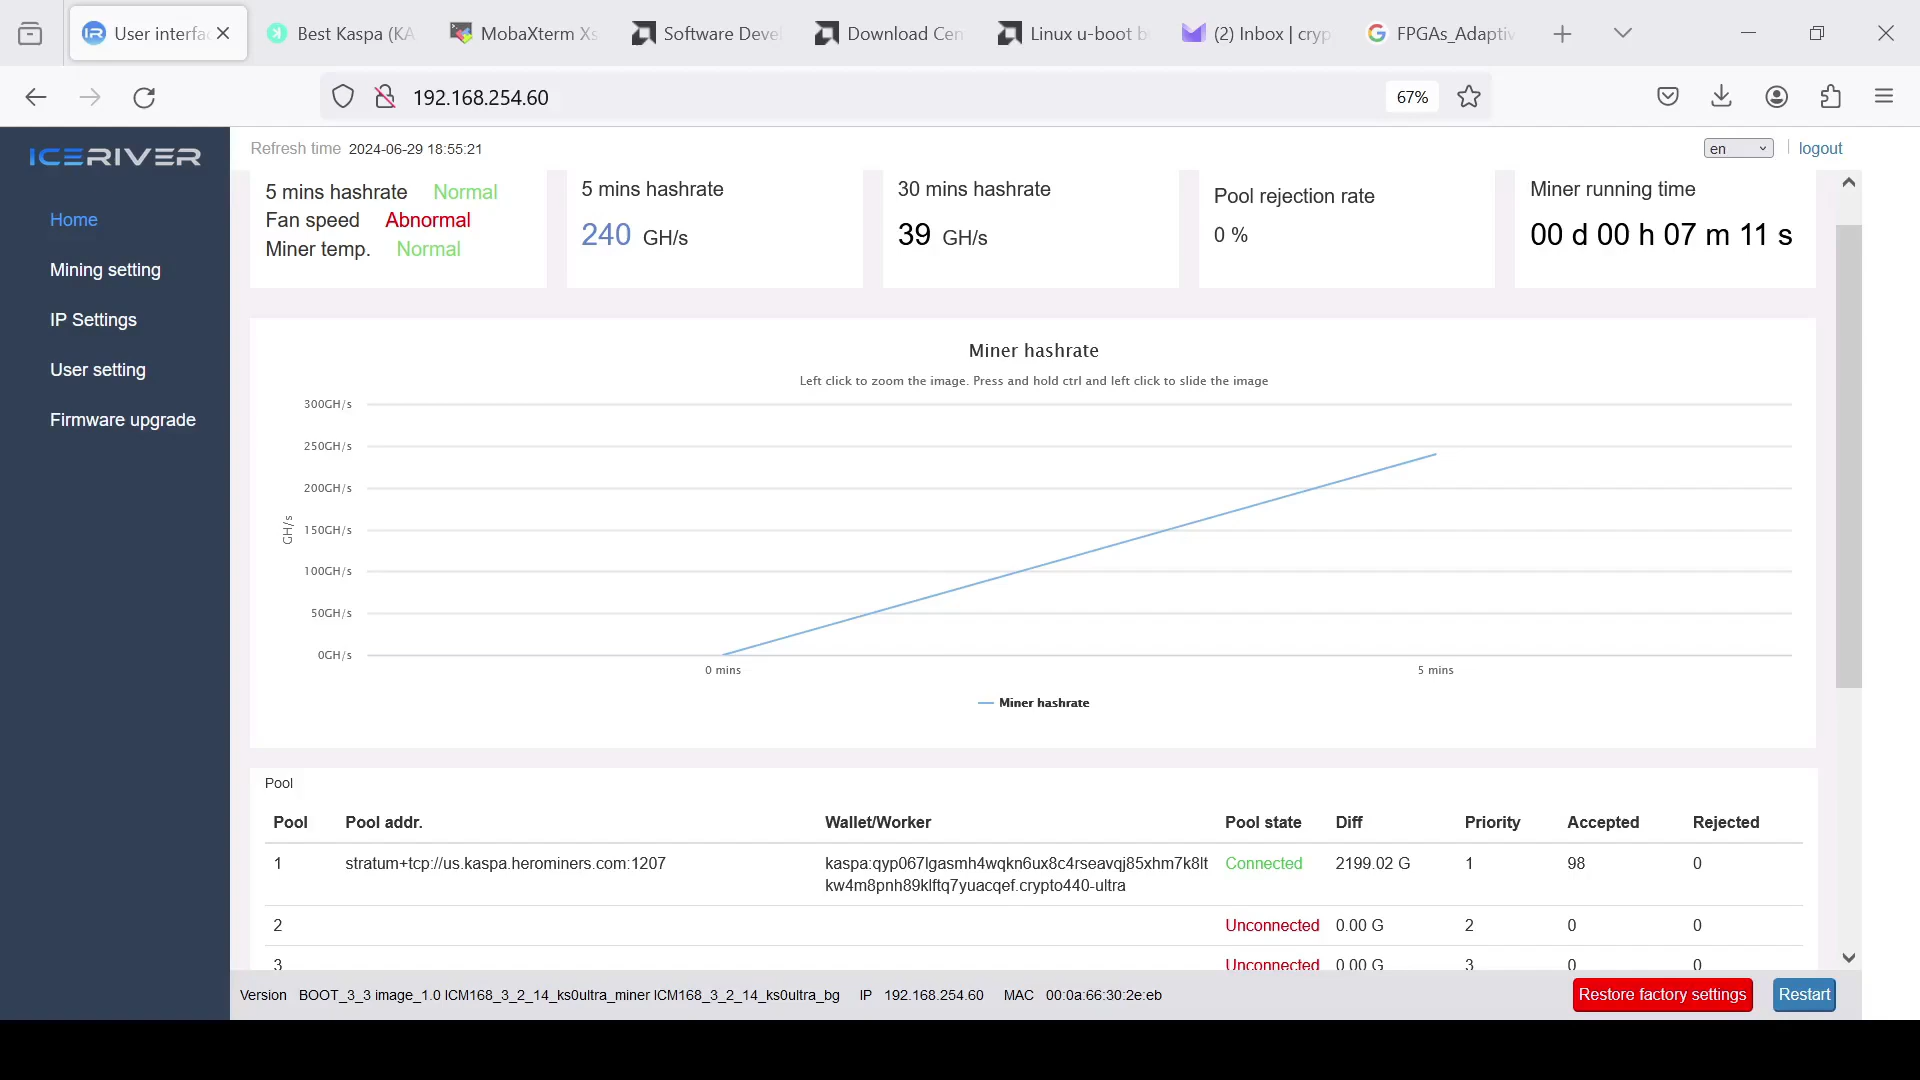 User interfa
Best Kaspa (KA
MobaXterm Xs
Software Deve
Download Cen
Linux u-boot b
(2) Inbox | cryp
FPGAs_Adaptiv
192.168.254.60
67%
ICERIVER
Refresh time 2024-06-29 18:55:21
en
logout
Home
Mining setting
IP Settings
User setting
Firmware upgrade
5 mins hashrate Normal
Fan speed Abnormal
Miner temp. Normal
5 mins hashrate
240 GH/s
30 mins hashrate
39 GH/s
Pool rejection rate
0 %
Miner running time
00 d 00 h 07 m 11 s
Miner hashrate
Left click to zoom the image. Press and hold ctrl and left click to slide the image
GH/s
300GH/s
250GH/s
200GH/s
150GH/s
100GH/s
50GH/s
0GH/s
0 mins 5 mins
Miner hashrate
Pool
Pool Pool addr. Wallet/Worker Pool state Diff Priority Accepted Rejected
1 stratum+tcp://us.kaspa.herominers.com:1207 kaspa:qyp067lgasmh4wqkn6ux8c4rseavqj85xhm7k8lt Connected 2199.02 G 1 98 0
kw4m8pnh89klftq7yuacqef.crypto440-ultra
2 Unconnected 0.00 G 2 0 0
3 Unconnected 0.00 G 3 0 0
Version BOOT_3_3 image_1.0 ICM168_3_2_14_ks0ultra_miner ICM168_3_2_14_ks0ultra_bg IP 192.168.254.60 MAC 00:0a:66:30:2e:eb
Restore factory settings
Restart